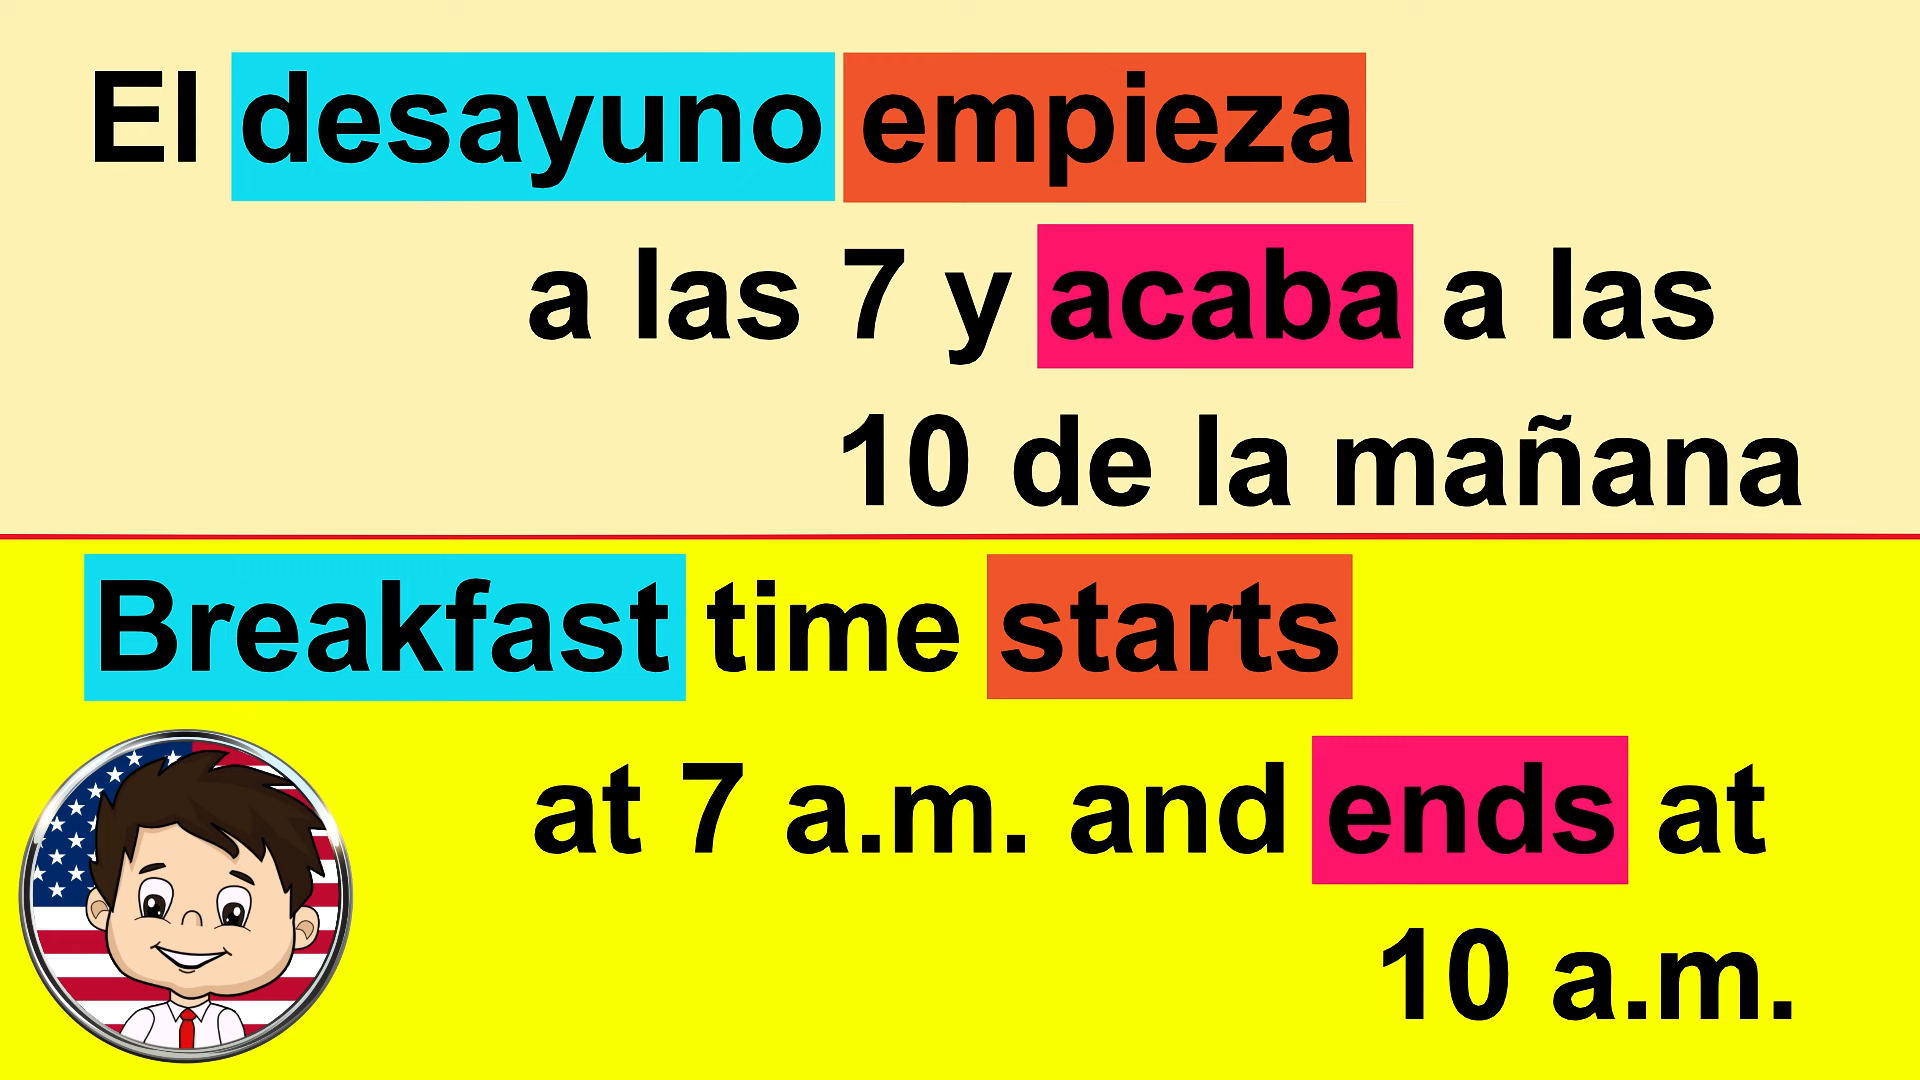 El desayuno empieza
a las 7 y acaba a las
10 de la mañana
Breakfast time starts
at 7 a.m. and ends at
10 a.m.